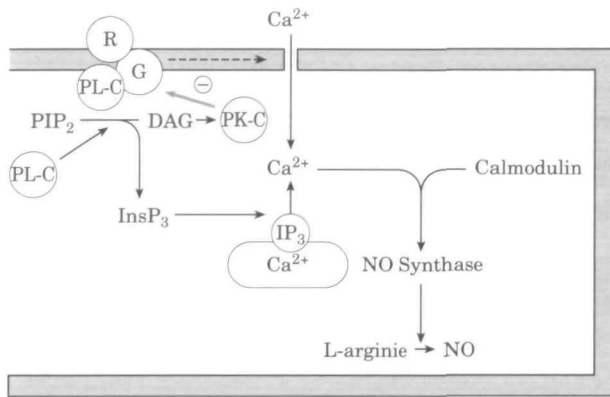 Ca²⁺
R
G
PL-C
⊖
PIP₂
DAG
PK-C
PL-C
Ca²⁺
Calmodulin
InsP₃
IP₃
Ca²⁺
NO Synthase
L-arginie
NO